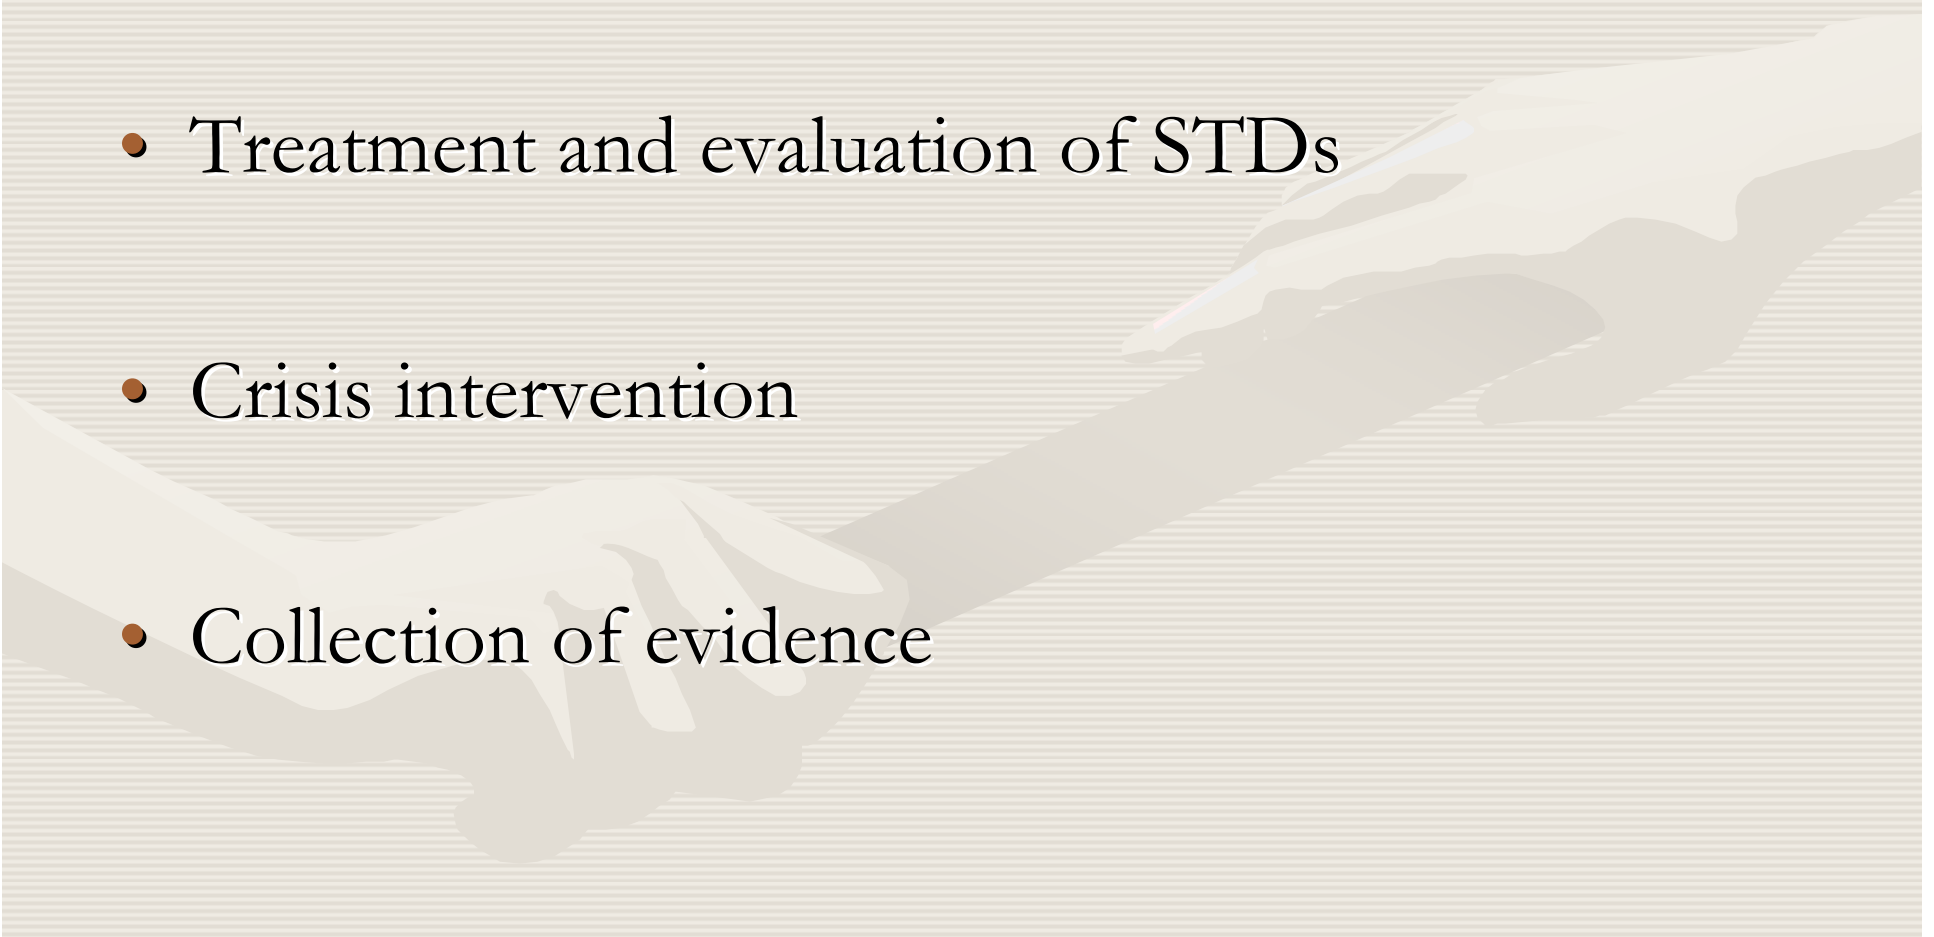 • Treatment and evaluation of STDs
• Crisis intervention
• Collection of evidence